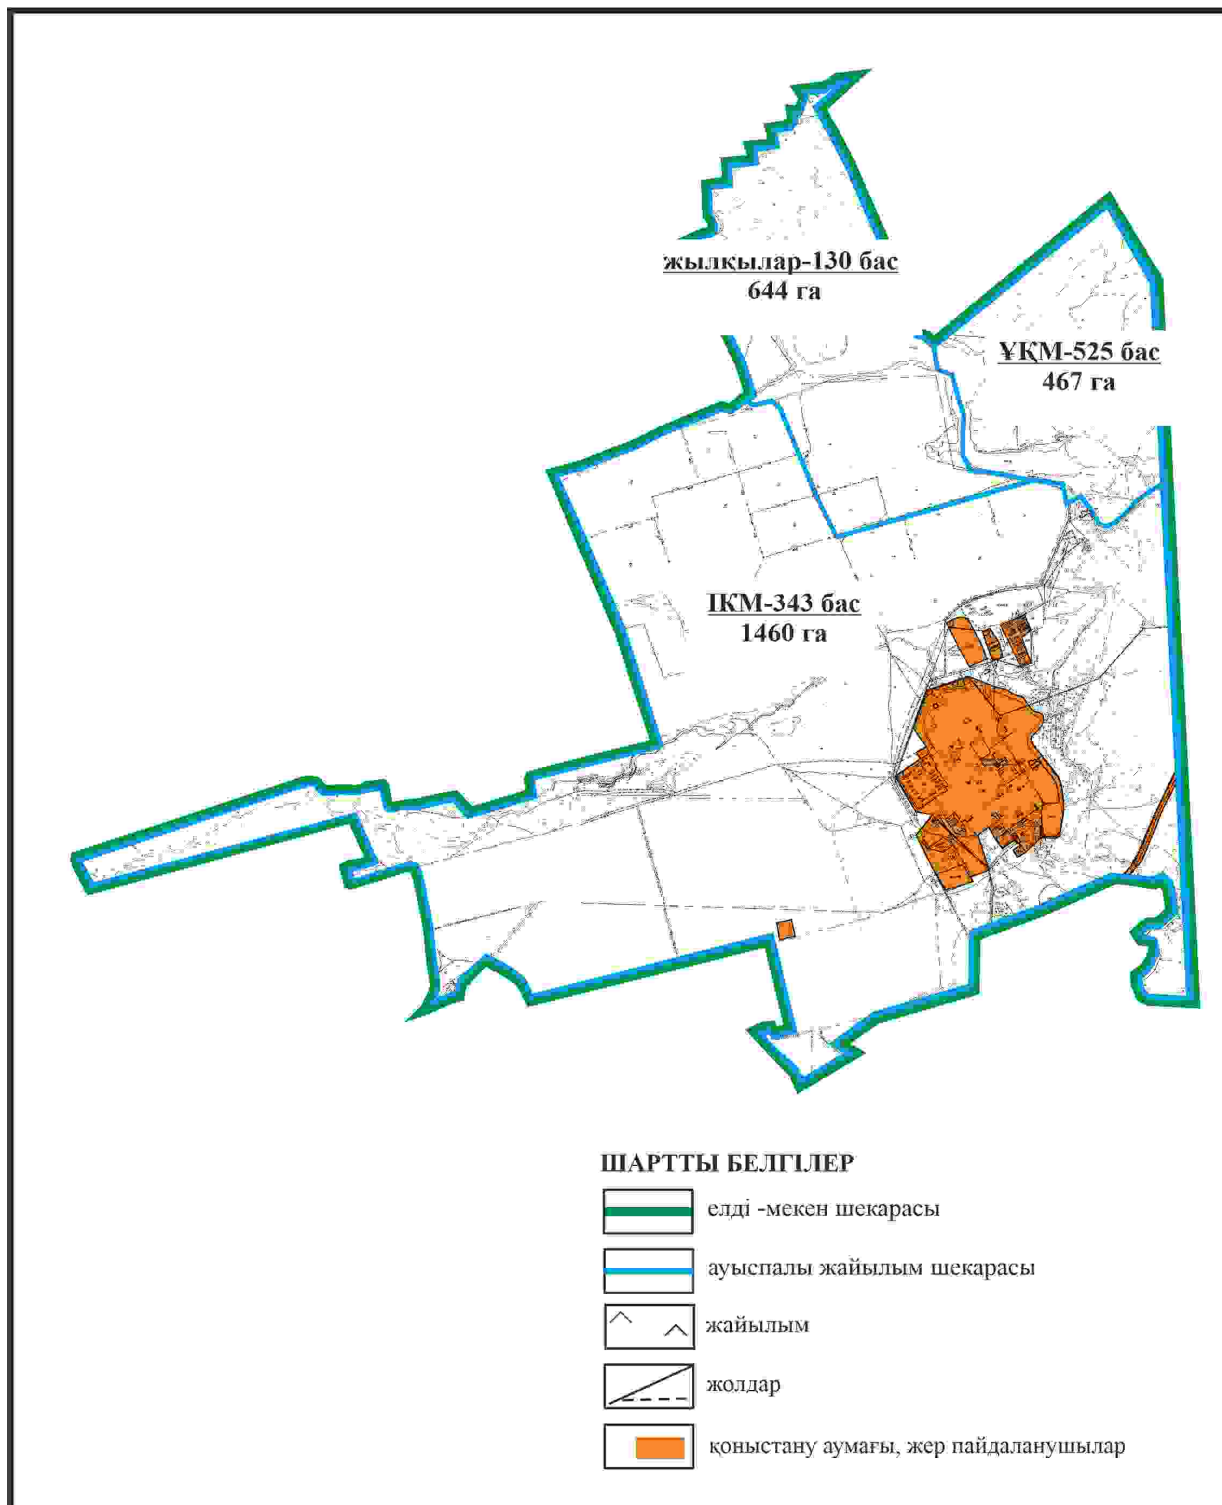 жылқылар-130 бас
644 га
ҰҚМ-525 бас
467 га
ІКМ-343 бас
1460 га
ШАРТТЫ БЕЛГІЛЕР
елді -мекен шекарасы
ауыспалы жайылым шекарасы
жайылым
жолдар
қоныстану аумағы, жер пайдаланушылар